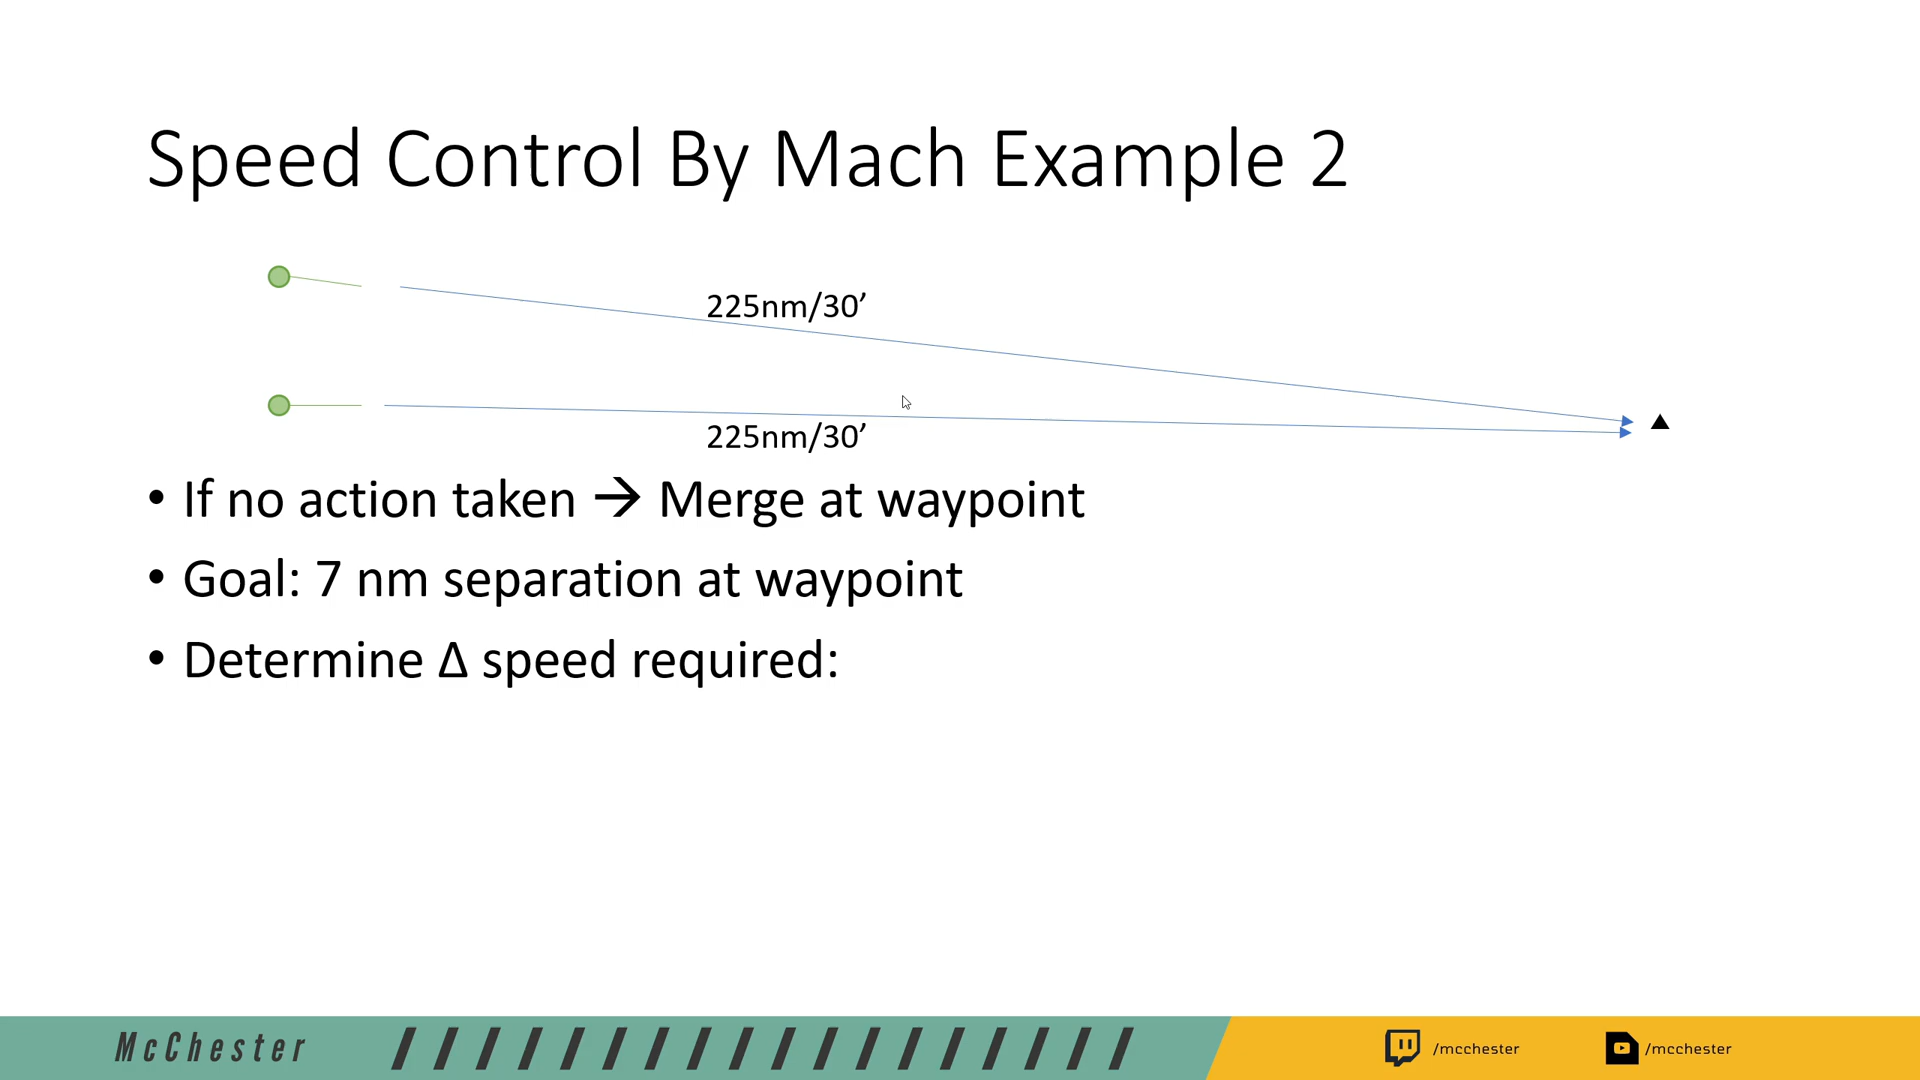 Speed Control By Mach Example 2
225nm/30’
225nm/30’
• If no action taken → Merge at waypoint
• Goal: 7 nm separation at waypoint
• Determine Δ speed required:
McChester
/mcchester
/mcchester